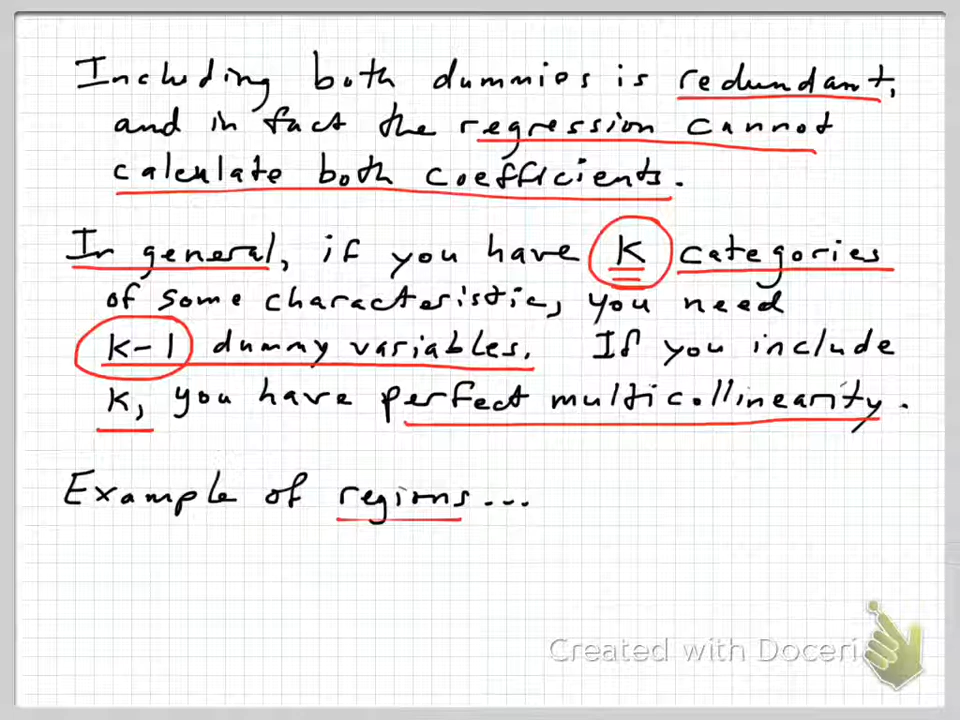 Including both dummies is redundant,
and in fact the regression cannot
calculate both coefficients.
In general, if you have K categories
of some characteristic, you need
K-1 dummy variables. If you include
K, you have perfect multicollinearity.
Example of regions...
Created with Doceri